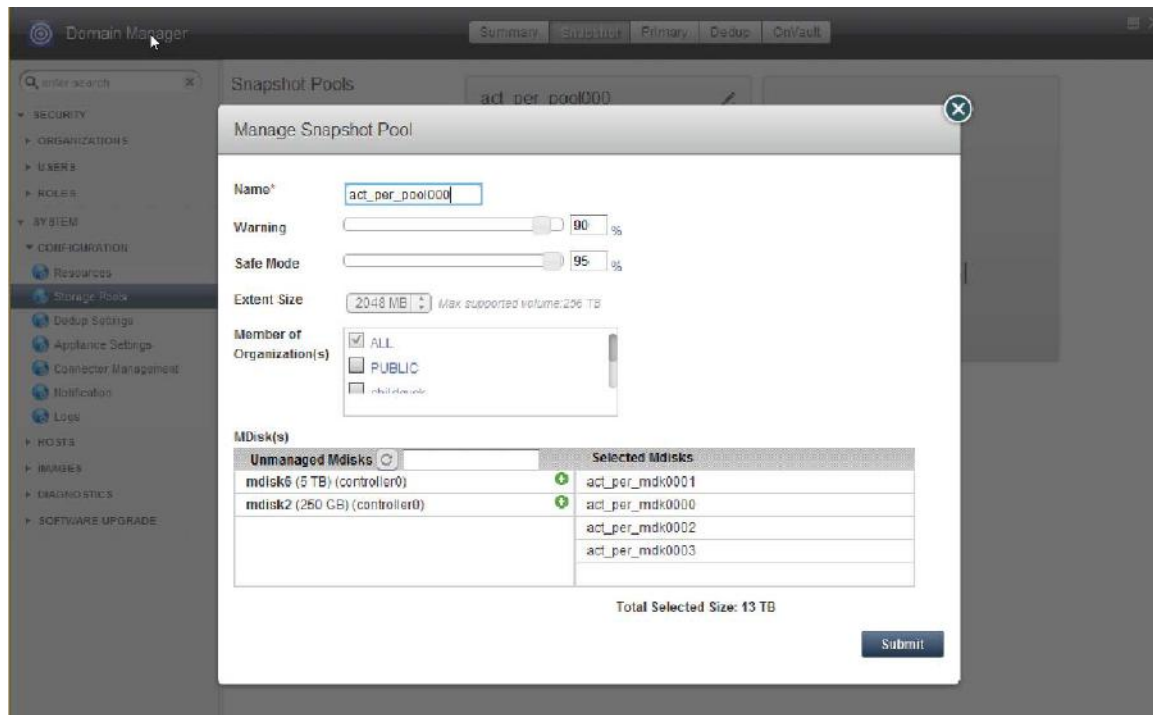 Domain Manager
Summary Snapshot Primary Dedup OnVault
enter search
Snapshot Pools
act_per_pool000
SECURITY
ORGANIZATIONS
USERS
ROLES
SYSTEM
CONFIGURATION
Resources
Storage Pools
Dedup Settings
Appliance Settings
Connector Management
Notification
Logs
HOSTS
IMAGES
DIAGNOSTICS
SOFTWARE UPGRADE
Manage Snapshot Pool
Name*
act_per_pool000
Warning
90 %
Safe Mode
95 %
Extent Size
2048 MB Max supported volume:256 TB
Member of
Organization(s)
ALL
PUBLIC
MDisk(s)
Unmanaged Mdisks
Selected Mdisks
mdisk6 (5 TB) (controller0)
mdisk2 (250 GB) (controller0)
act_per_mdk0001
act_per_mdk0000
act_per_mdk0002
act_per_mdk0003
Total Selected Size: 13 TB
Submit